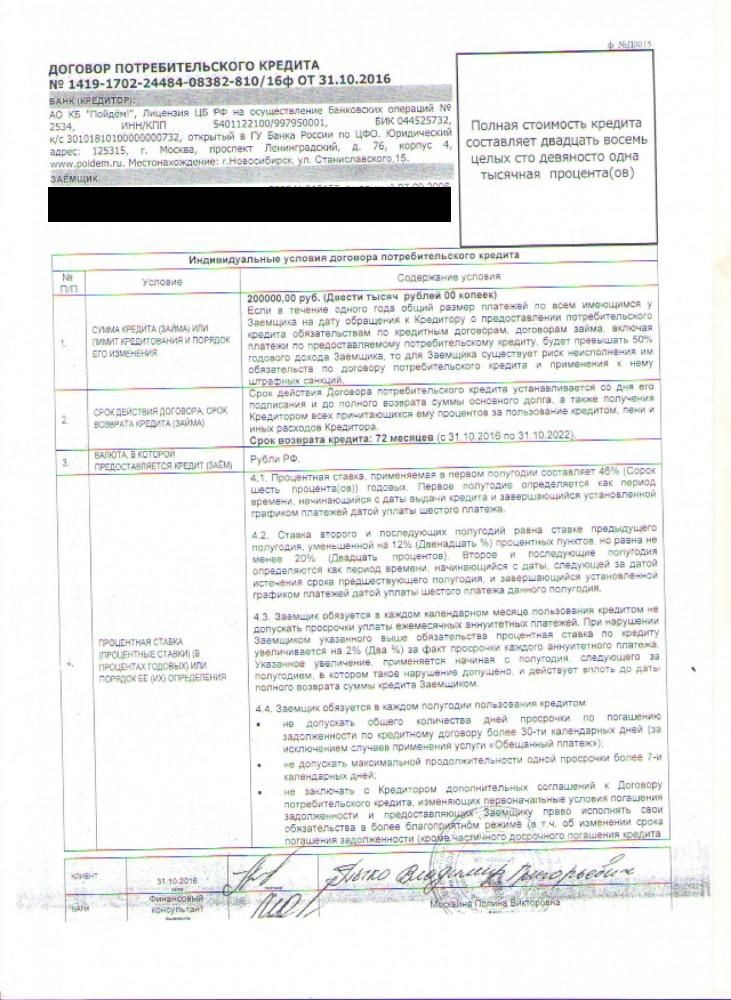 ф. №Д0015
ДОГОВОР ПОТРЕБИТЕЛЬСКОГО КРЕДИТА
№ 1419-1702-24484-08382-810/16ф ОТ 31.10.2016
БАНК (КРЕДИТОР):
АО КБ "Пойдём!", Лицензия ЦБ РФ на осуществление банковских операций №
2534, ИНН/КПП 5401122100/997950001, БИК 044525732,
к/с 30101810100000000732, открытый в ГУ Банка России по ЦФО. Юридический
адрес: 125315, г. Москва, проспект Ленинградский, д. 76, корпус 4,
www.poidem.ru. Местонахождение: г.Новосибирск, ул. Станиславского,15.
ЗАЁМЩИК
Полная стоимость кредита
составляет двадцать восемь
целых сто девяносто одна
тысячная процента(ов)
Индивидуальные условия договора потребительского кредита
№
П/П
Условие
Содержание условия
1.
СУММА КРЕДИТА (ЗАЙМА) ИЛИ
ЛИМИТ КРЕДИТОВАНИЯ И ПОРЯДОК
ЕГО ИЗМЕНЕНИЯ
200000,00 руб. (Двести тысяч рублей 00 копеек)
Если в течение одного года общий размер платежей по всем имеющимся у
Заемщика на дату обращения к Кредитору о предоставлении потребительского
кредита обязательствам по кредитным договорам, договорам займа, включая
платежи по предоставляемому потребительскому кредиту, будет превышать 50%
годового дохода Заемщика, то для Заемщика существует риск неисполнения им
обязательств по договору потребительского кредита и применения к нему
штрафных санкций.
2.
СРОК ДЕЙСТВИЯ ДОГОВОРА, СРОК
ВОЗВРАТА КРЕДИТА (ЗАЙМА)
Срок действия Договора потребительского кредита устанавливается со дня его
подписания и до полного возврата суммы основного долга, а также получения
Кредитором всех причитающихся ему процентов за пользование кредитом, пени и
иных расходов Кредитора.
Срок возврата кредита: 72 месяцев (с 31.10.2016 по 31.10.2022).
3.
ВАЛЮТА, В КОТОРОЙ
ПРЕДОСТАВЛЯЕТСЯ КРЕДИТ (ЗАЁМ)
Рубли РФ.
4.
ПРОЦЕНТНАЯ СТАВКА
(ПРОЦЕНТНЫЕ СТАВКИ) (В
ПРОЦЕНТАХ ГОДОВЫХ) ИЛИ
ПОРЯДОК ЕЁ (ИХ) ОПРЕДЕЛЕНИЯ
4.1. Процентная ставка, применяемая в первом полугодии составляет 46% (Сорок
шесть процента(ов)) годовых. Первое полугодие определяется как период
времени, начинающийся с даты выдачи кредита и завершающийся установленной
графиком платежей датой уплаты шестого платежа.
4.2. Ставка второго и последующих полугодий равна ставке предыдущего
полугодия, уменьшенной на 12% (Двенадцать %) процентных пунктов, но равна не
менее 20% (Двадцать процентов). Второе и последующие полугодия
определяются как период времени, начинающийся с даты, следующей за датой
истечения срока предшествующего полугодия, и завершающийся установленной
графиком платежей датой уплаты шестого платежа данного полугодия.
4.3. Заемщик обязуется в каждом календарном месяце пользования кредитом не
допускать просрочки уплаты ежемесячных аннуитетных платежей. При нарушении
Заемщиком указанного выше обязательства процентная ставка по кредиту
увеличивается на 2% (Два %) за факт просрочки каждого аннуитетного платежа.
Указанное увеличение, применяется начиная с полугодия, следующего за
полугодием, в котором такое нарушение допущено, и действует вплоть до даты
полного возврата суммы кредита Заемщиком.
4.4. Заемщик обязуется в каждом полугодии пользования кредитом
• не допускать общего количества дней просрочки по погашению
задолженности по кредитному договору более 30-ти календарных дней (за
исключением случаев применения услуги «Обещанный платеж»);
• не допускать максимальной продолжительности одной просрочки более 7-и
календарных дней;
• не заключать с Кредитором дополнительных соглашений к Договору
потребительского кредита, изменяющих первоначальные условия погашения
задолженности и предоставляющих Заемщику право исполнять свои
обязательства в более благоприятном режиме (в т.ч. об изменении срока
погашения задолженности (кроме частичного досрочного погашения кредита
КЛИЕНТ
31.10.2016
Владимир Григорьевич
БАНК
Финансовый
консультант
Москвина Полина Викторовна